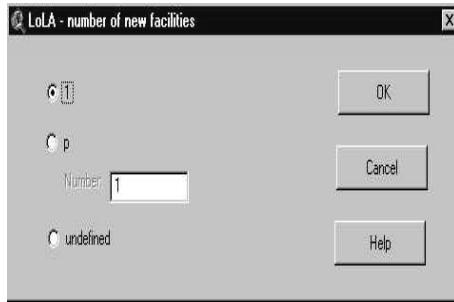 LoLA - number of new facilities
1
OK
p
Number: 1
Cancel
undefined
Help